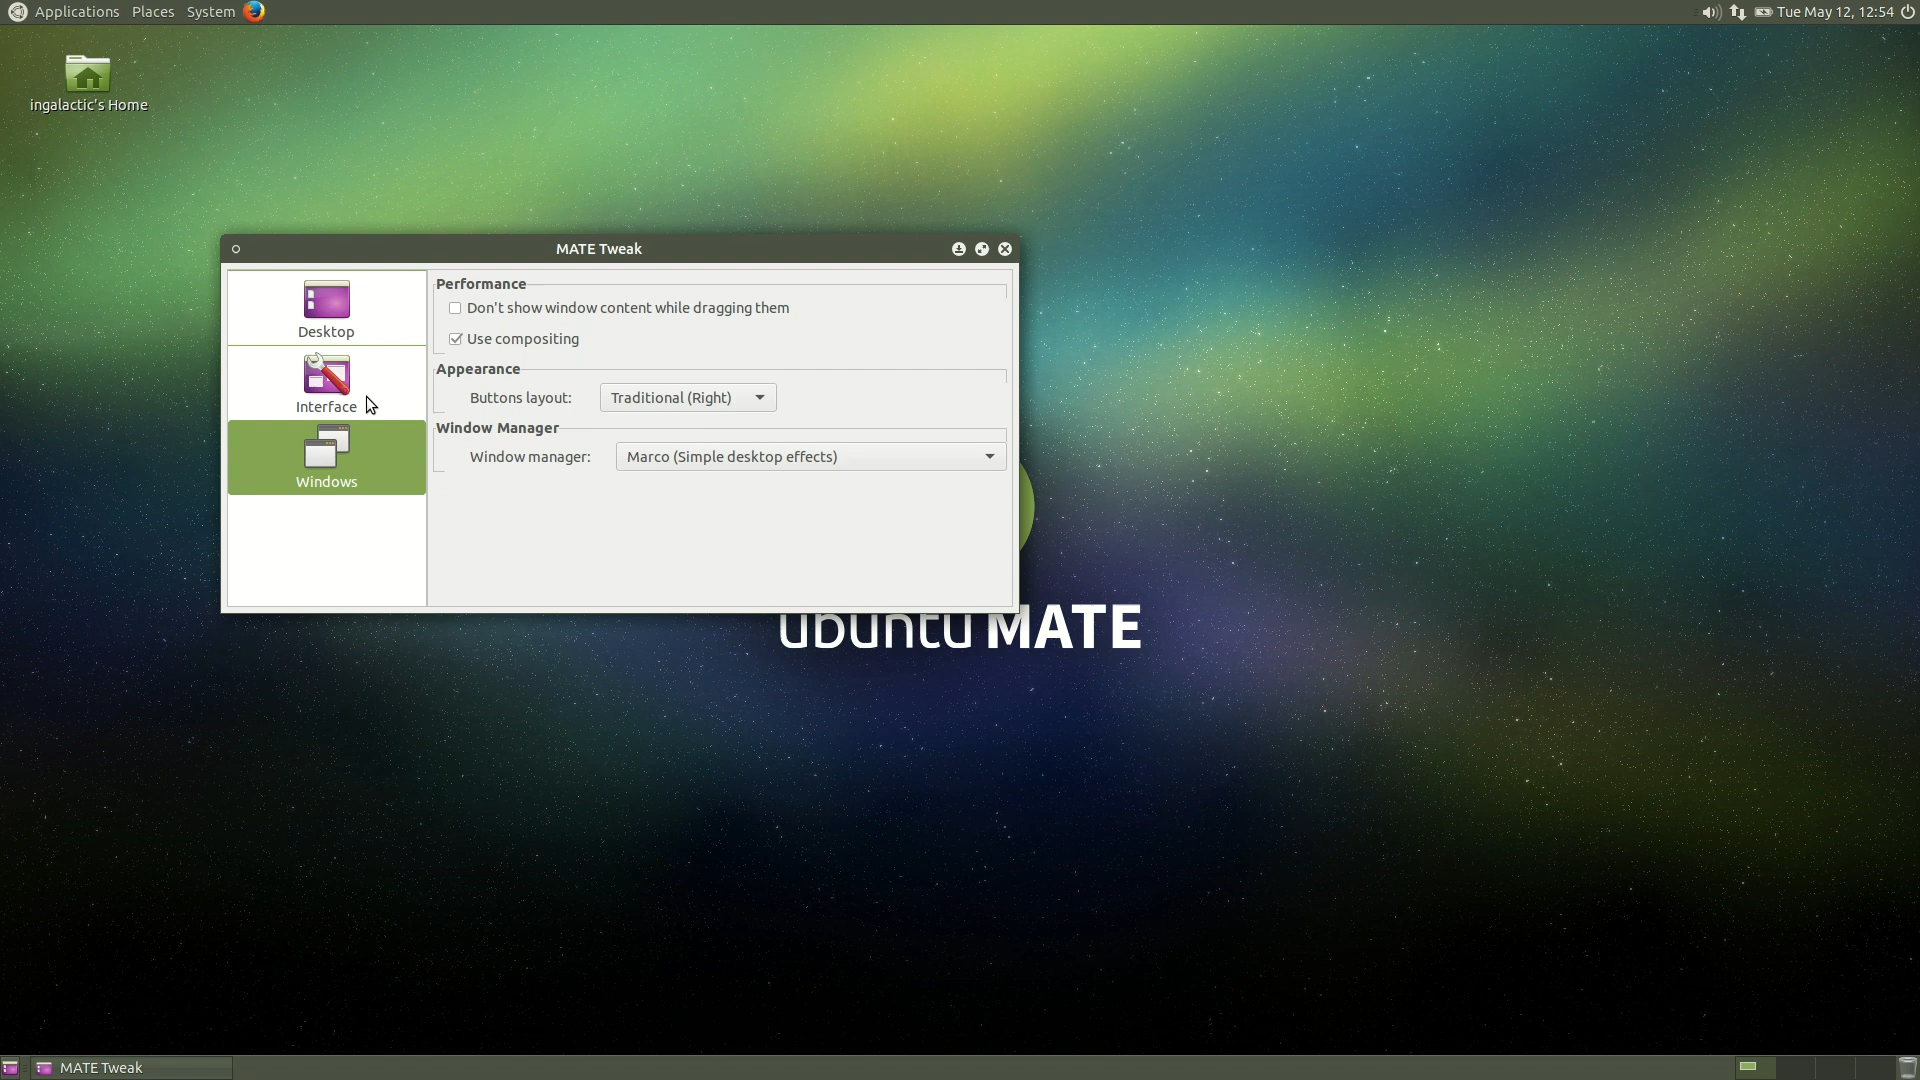 Applications Places System Tue May 12, 12:54
ingalactic's Home
MATE Tweak
Desktop
Interface
Windows
Performance
Don't show window content while dragging them
Use compositing
Appearance
Buttons layout: Traditional (Right)
Window Manager
Window manager: Marco (Simple desktop effects)
ubuntu MATE
MATE Tweak